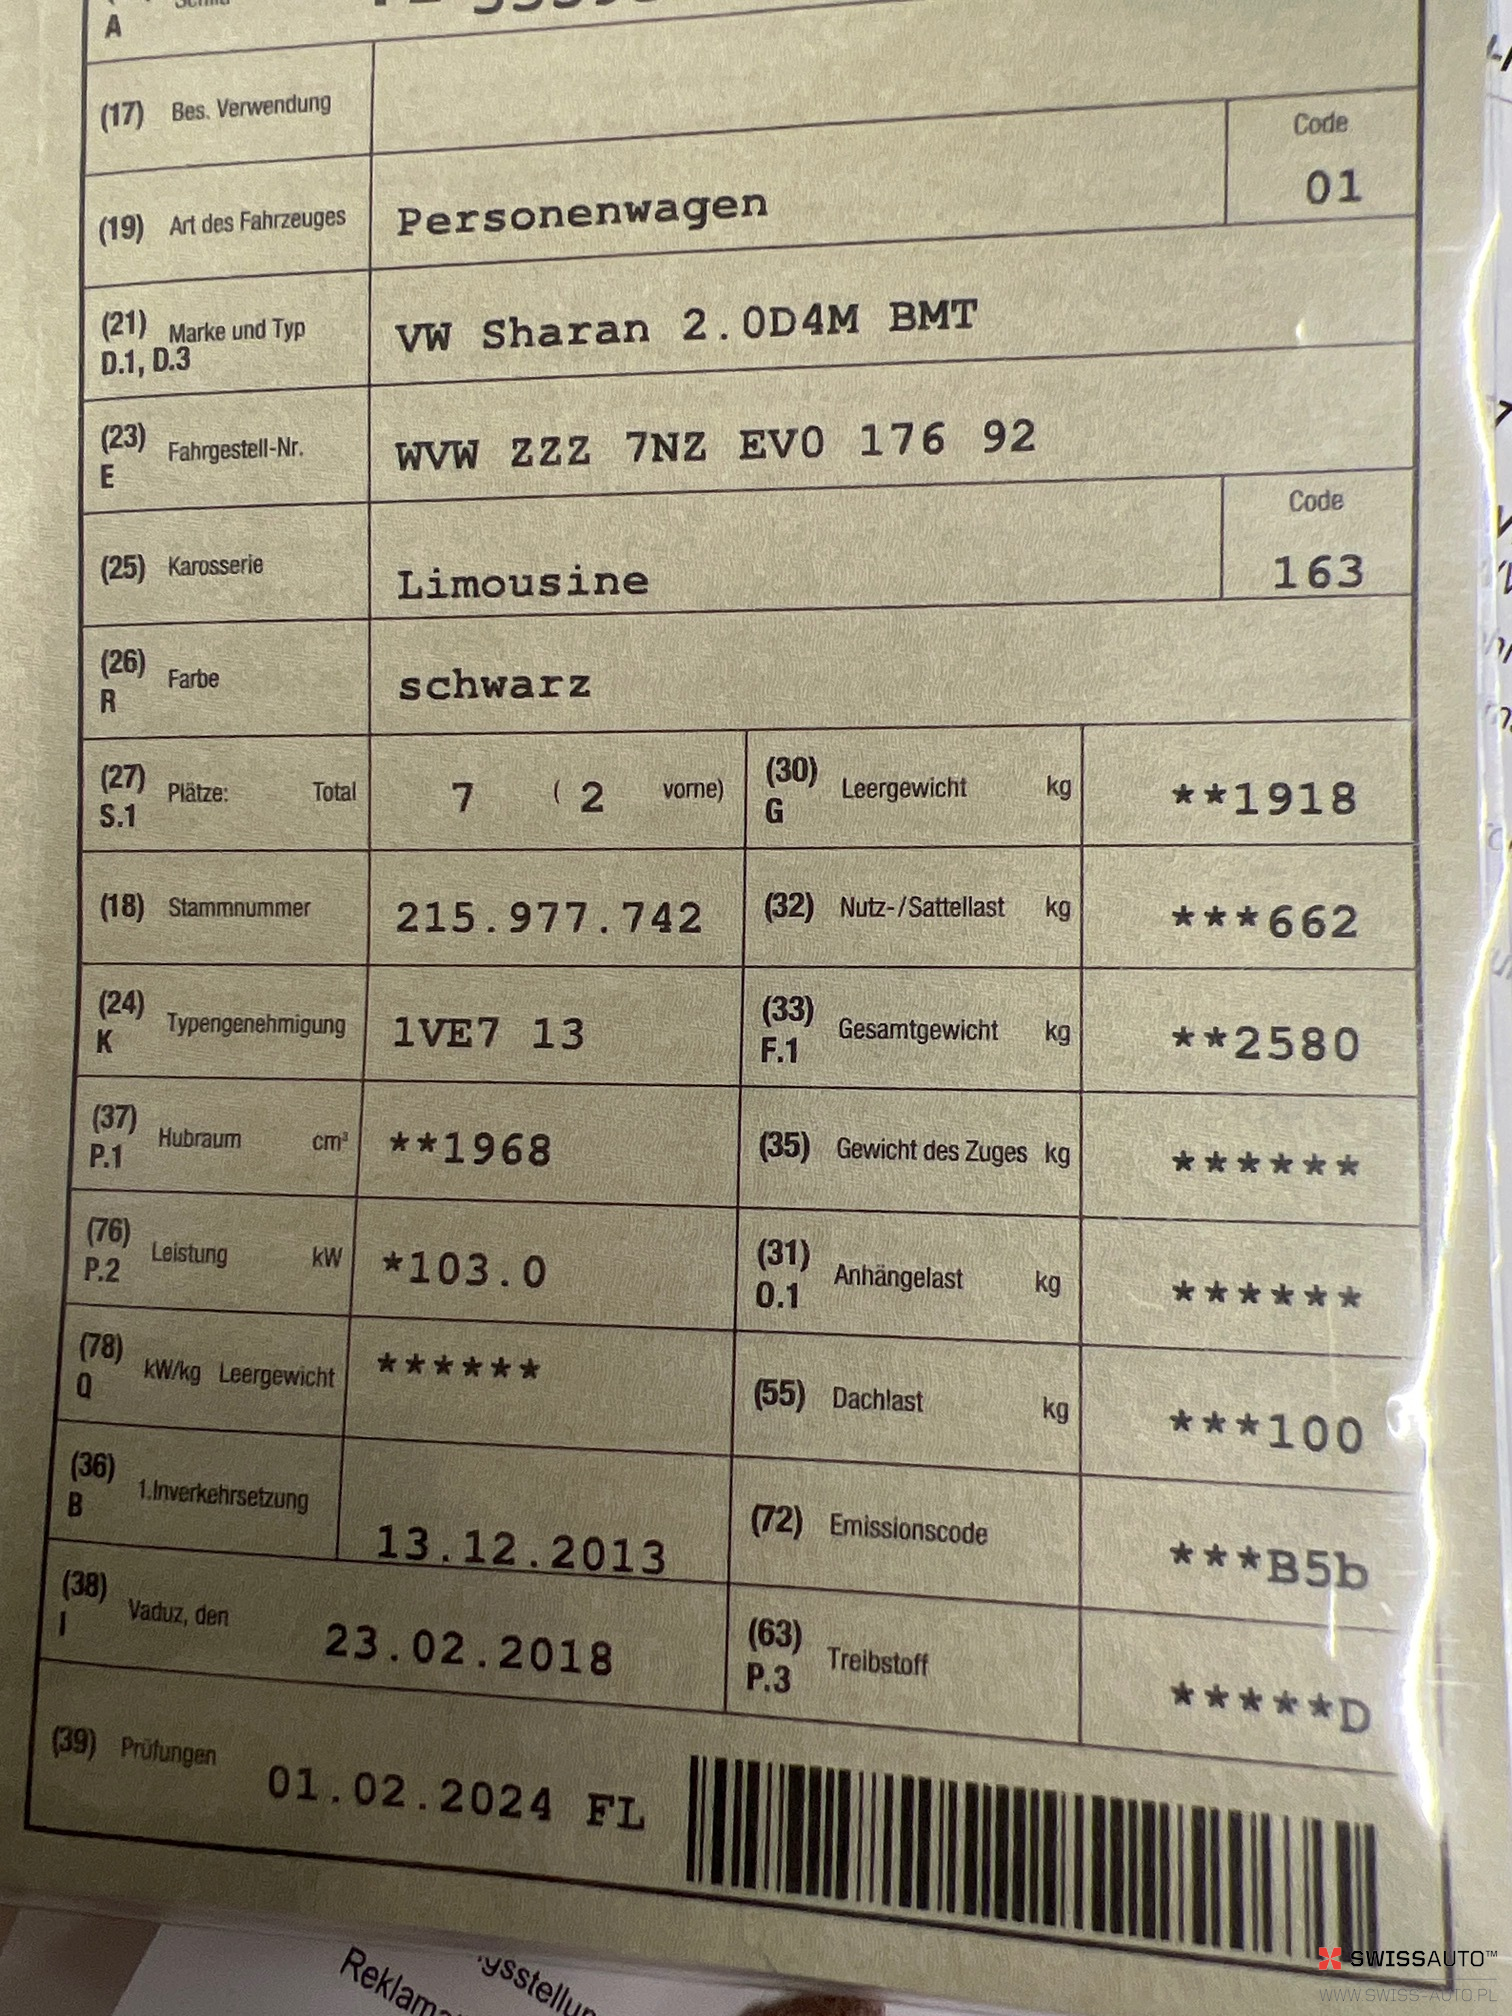 A
(17) Bes. Verwendung
Code
(19) Art des Fahrzeuges Personenwagen 01
(21) Marke und Typ VW Sharan 2.0D4M BMT
D.1, D.3
(23) Fahrgestell-Nr. WVW ZZZ 7NZ EV0 176 92
E
Code
(25) Karosserie Limousine 163
(26) Farbe schwarz
R
(27) Plätze: Total 7 ( 2 vorne)
S.1
(30) Leergewicht kg **1918
G
(18) Stammnummer 215.977.742
(32) Nutz-/Sattellast kg ***662
(24) Typengenehmigung 1VE7 13
K
(33) Gesamtgewicht kg **2580
F.1
(37) Hubraum cm³ **1968
P.1
(35) Gewicht des Zuges kg ******
(76) Leistung kW *103.0
P.2
(31) Anhängelast kg ******
O.1
(78) kW/kg Leergewicht ******
Q
(55) Dachlast kg ***100
(36) 1.Inverkehrsetzung 13.12.2013
B
(72) Emissionscode ***B5b
(38) Vaduz, den 23.02.2018
I
(63) Treibstoff *****D
P.3
(39) Prüfungen 01.02.2024 FL
SWISSAUTO™
WWW.SWISS-AUTO.PL